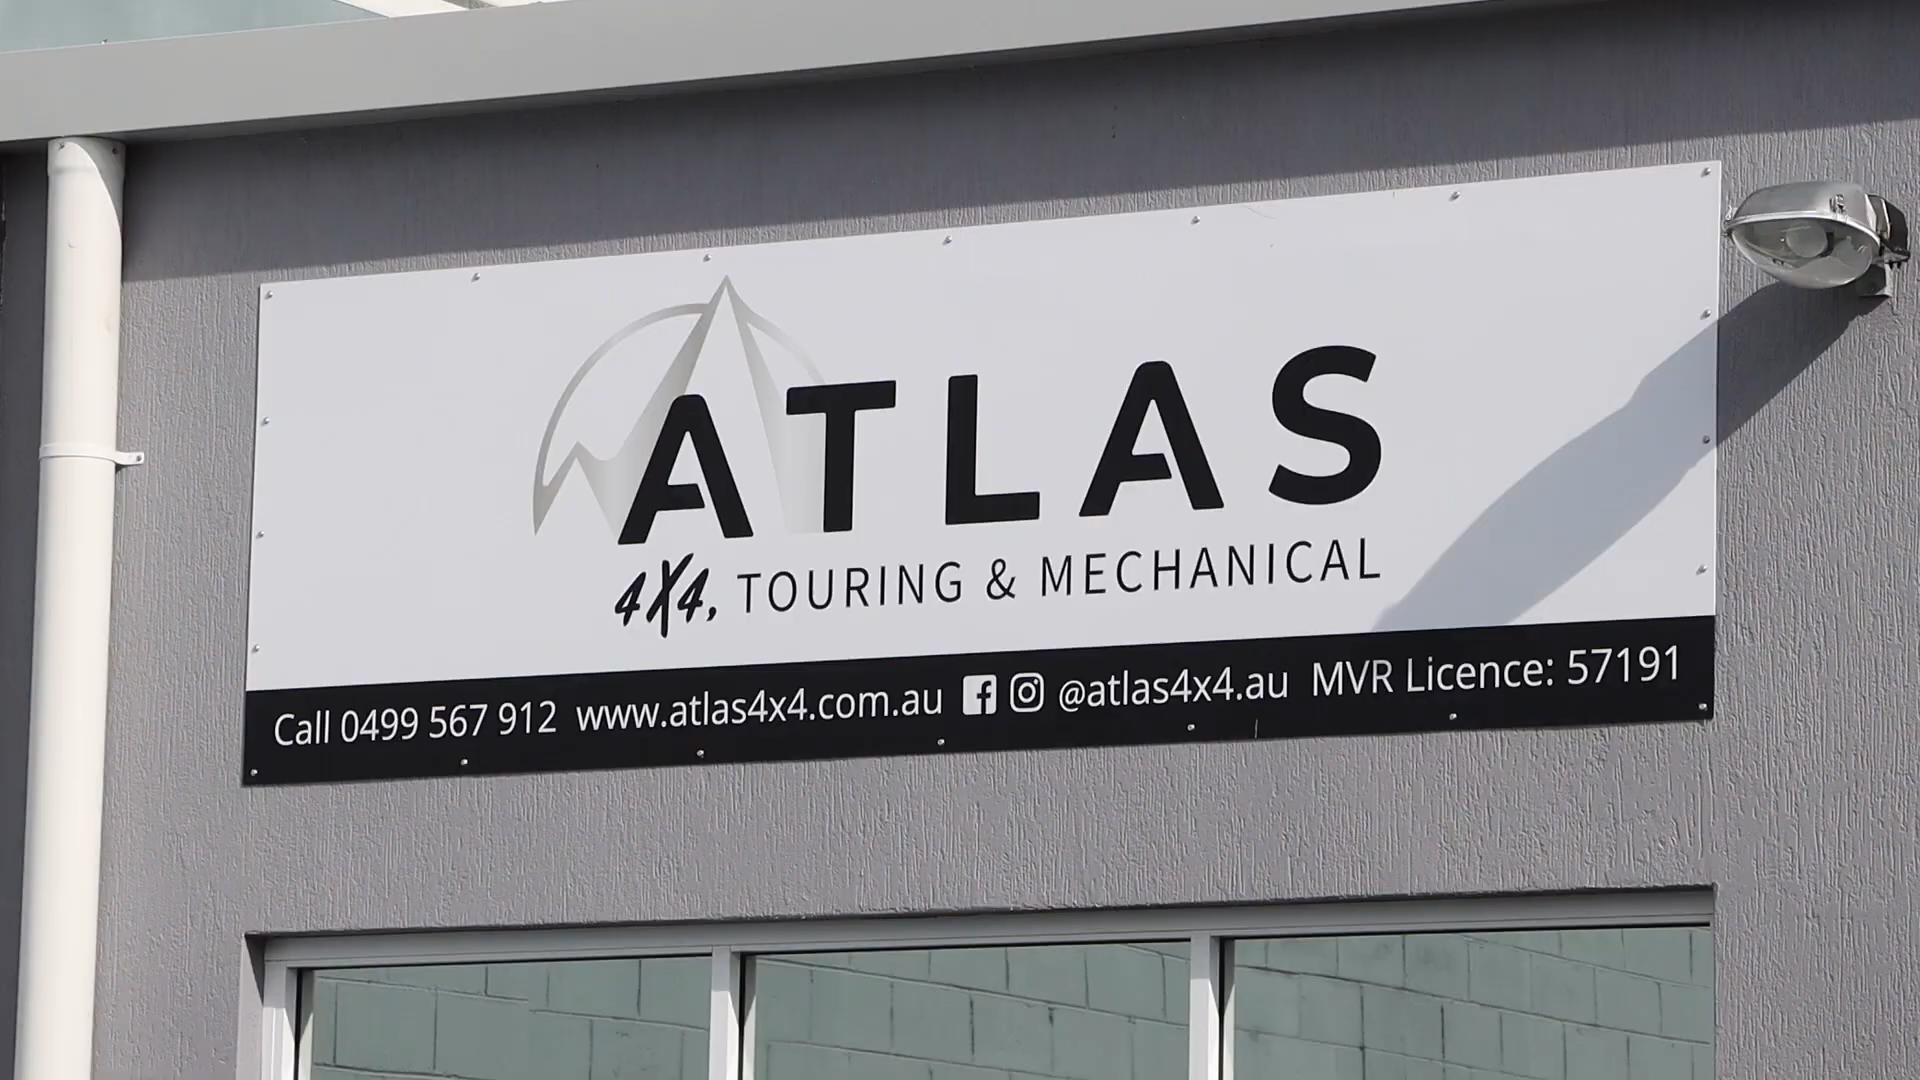 ATLAS
4X4, TOURING & MECHANICAL
Call 0499 567 912 www.atlas4x4.com.au @atlas4x4.au MVR Licence: 57191